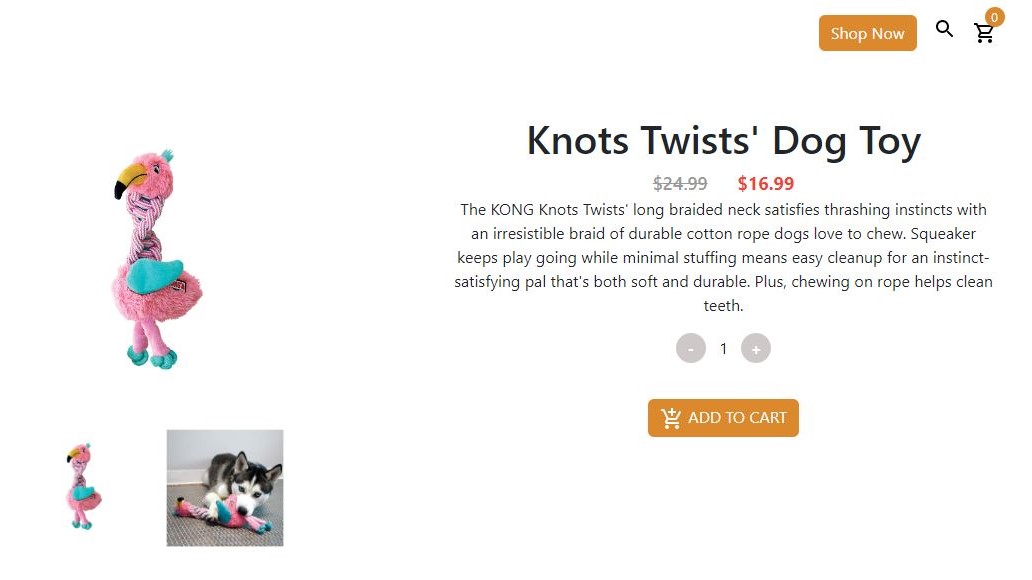 Shop Now
0
Knots Twists' Dog Toy
$24.99 $16.99
The KONG Knots Twists' long braided neck satisfies thrashing instincts with
an irresistible braid of durable cotton rope dogs love to chew. Squeaker
keeps play going while minimal stuffing means easy cleanup for an instinct-
satisfying pal that's both soft and durable. Plus, chewing on rope helps clean
teeth.
- 1 +
ADD TO CART